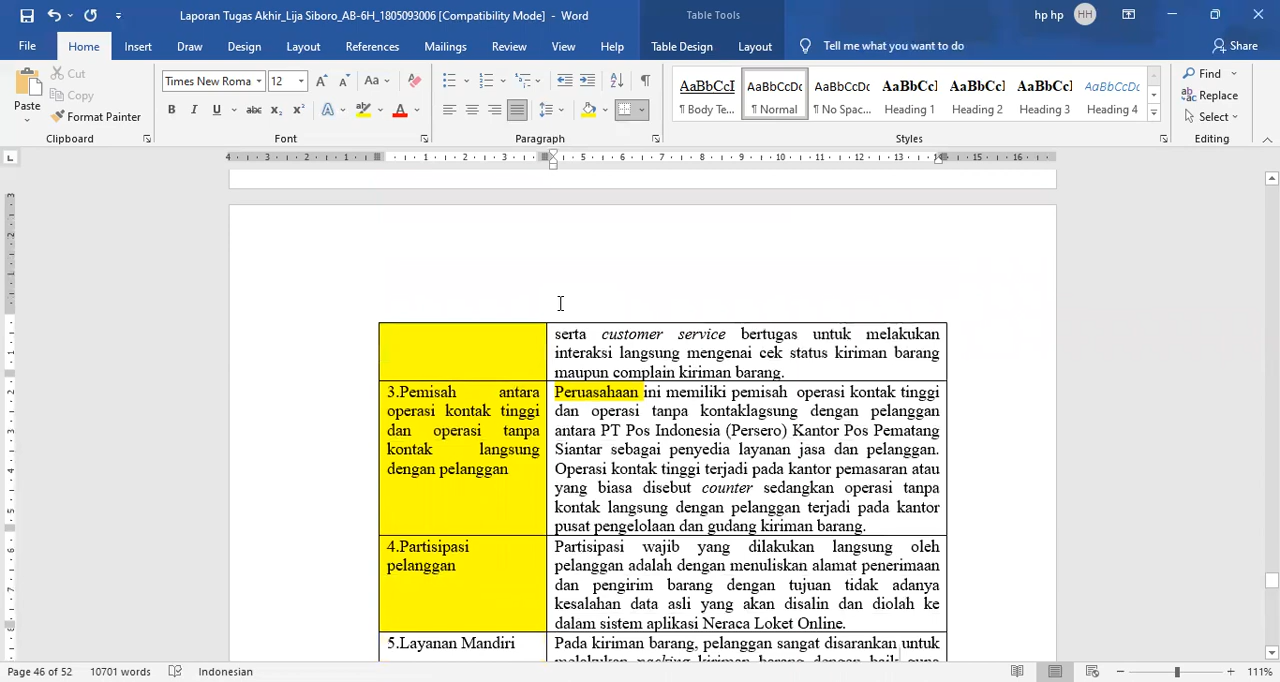 Laporan Tugas Akhir_Lija Siboro_AB-6H_1805093006 [Compatibility Mode] - Word
Table Tools
hp hp
HH
File
Home
Insert
Draw
Design
Layout
References
Mailings
Review
View
Help
Table Design
Layout
Tell me what you want to do
Share
Paste
Cut
Copy
Format Painter
Clipboard
Times New Roma
12
Font
Paragraph
AaBbCcI
AaBbCcDc
AaBbCcDc
AaBbCcI
AaBbCcI
AaBbCcI
AaBbCcDc
¶ Body Te...
¶ Normal
¶ No Spac...
Heading 1
Heading 2
Heading 3
Heading 4
Styles
Find
Replace
Select
Editing
serta customer service bertugas untuk melakukan
interaksi langsung mengenai cek status kiriman barang
maupun complain kiriman barang.
3.Pemisah antara
operasi kontak tinggi
dan operasi tanpa
kontak langsung
dengan pelanggan
Peruasahaan ini memiliki pemisah operasi kontak tinggi
dan operasi tanpa kontaklagsung dengan pelanggan
antara PT Pos Indonesia (Persero) Kantor Pos Pematang
Siantar sebagai penyedia layanan jasa dan pelanggan.
Operasi kontak tinggi terjadi pada kantor pemasaran atau
yang biasa disebut counter sedangkan operasi tanpa
kontak langsung dengan pelanggan terjadi pada kantor
pusat pengelolaan dan gudang kiriman barang.
4.Partisipasi
pelanggan
Partisipasi wajib yang dilakukan langsung oleh
pelanggan adalah dengan menuliskan alamat penerimaan
dan pengirim barang dengan tujuan tidak adanya
kesalahan data asli yang akan disalin dan diolah ke
dalam sistem aplikasi Neraca Loket Online.
5.Layanan Mandiri
Pada kiriman barang, pelanggan sangat disarankan untuk
melakukan packing kiriman barang dengan baik guna
Page 46 of 52
10701 words
Indonesian
111%